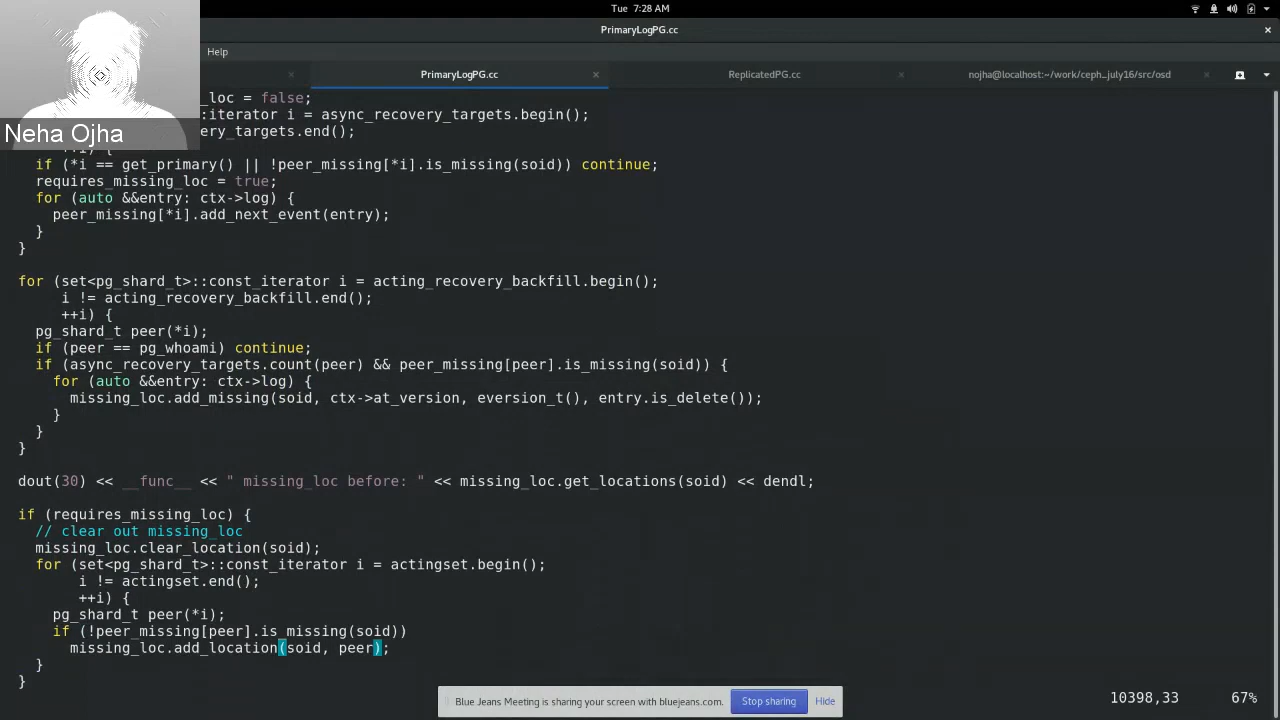 Tue 7:28 AM
PrimaryLogPG.cc
Help
PrimaryLogPG.cc
ReplicatedPG.cc
nojha@localhost:~/work/ceph_july16/src/osd
Neha Ojha
_loc = false;
:iterator i = async_recovery_targets.begin();
very_targets.end();
++i) {
if (*i == get_primary() || !peer_missing[*i].is_missing(soid)) continue;
requires_missing_loc = true;
for (auto &&entry: ctx->log) {
peer_missing[*i].add_next_event(entry);
}
}
for (set<pg_shard_t>::const_iterator i = acting_recovery_backfill.begin();
i != acting_recovery_backfill.end();
++i) {
pg_shard_t peer(*i);
if (peer == pg_whoami) continue;
if (async_recovery_targets.count(peer) && peer_missing[peer].is_missing(soid)) {
for (auto &&entry: ctx->log) {
missing_loc.add_missing(soid, ctx->at_version, eversion_t(), entry.is_delete());
}
}
}
dout(30) << __func__ << " missing_loc before: " << missing_loc.get_locations(soid) << dendl;
if (requires_missing_loc) {
// clear out missing_loc
missing_loc.clear_location(soid);
for (set<pg_shard_t>::const_iterator i = actingset.begin();
i != actingset.end();
++i) {
pg_shard_t peer(*i);
if (!peer_missing[peer].is_missing(soid))
missing_loc.add_location(soid, peer);
}
}
Blue Jeans Meeting is sharing your screen with bluejeans.com.
Stop sharing
Hide
10398,33
67%